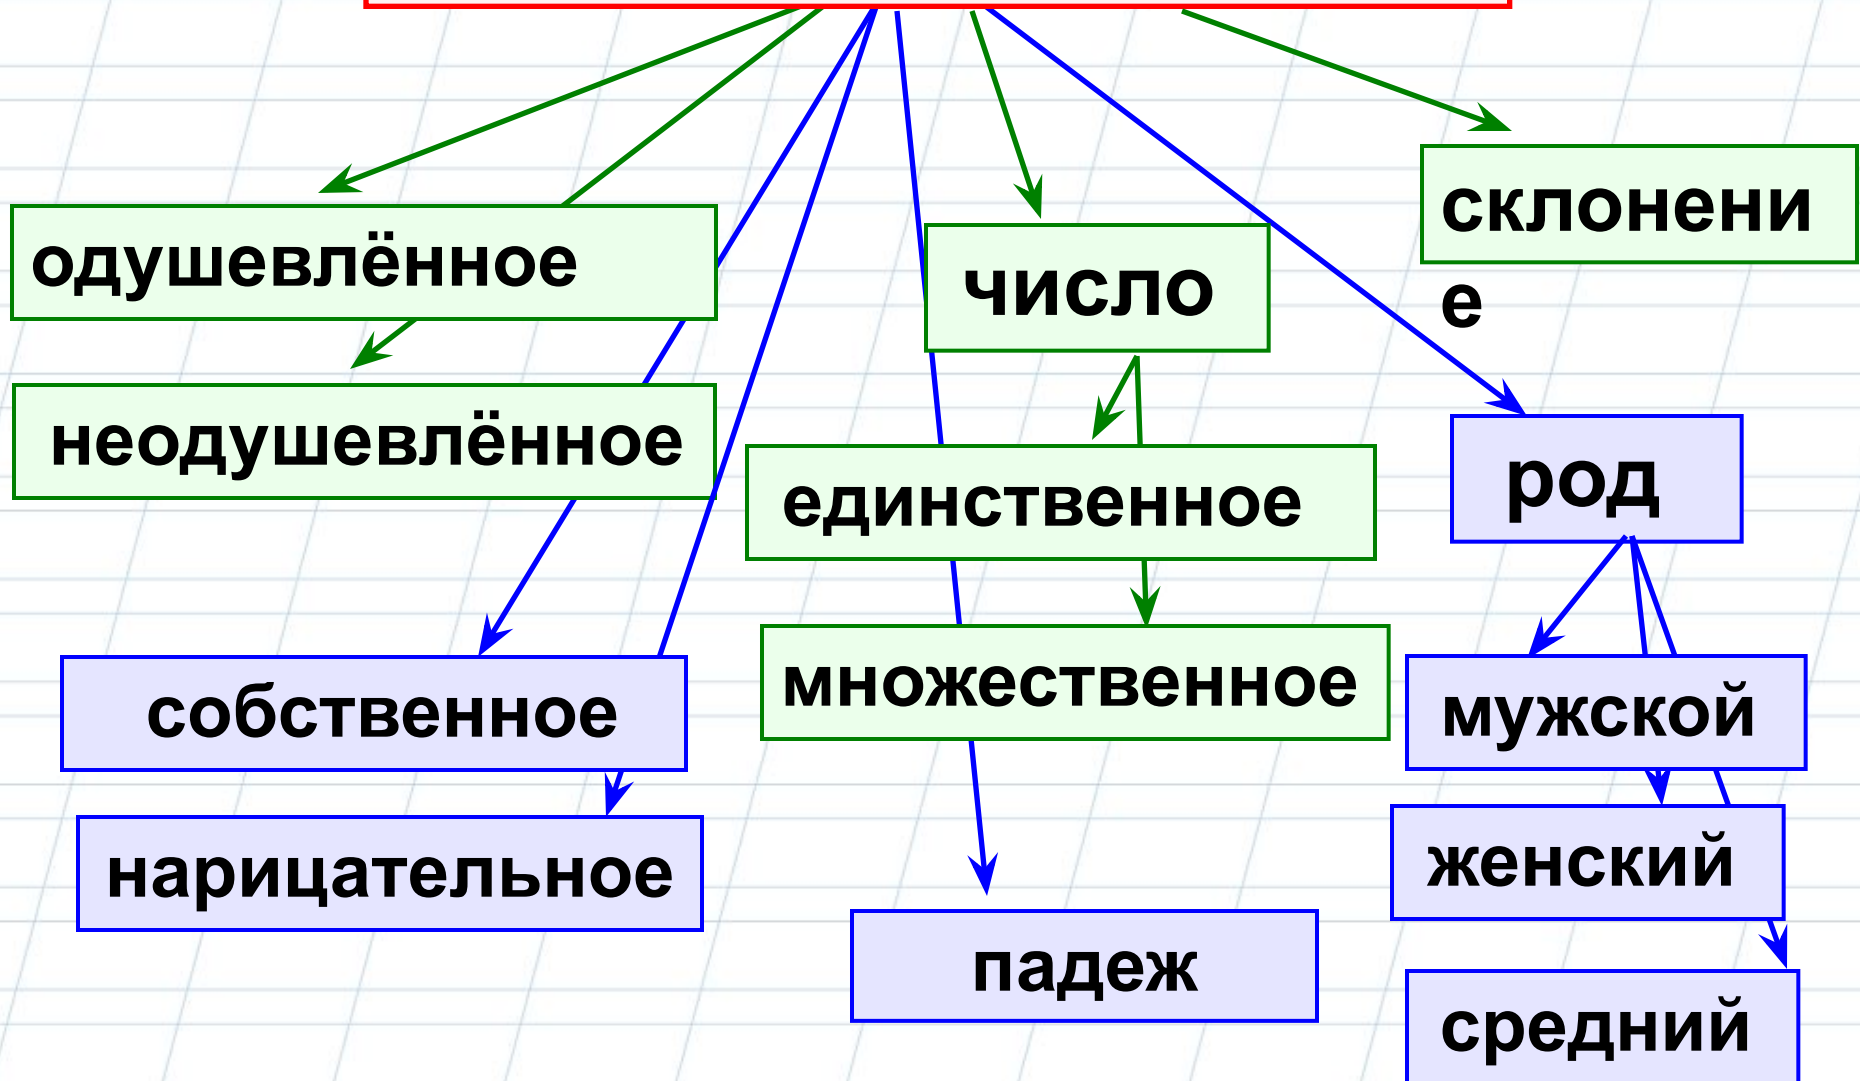 склонени
е
одушевлённое
число
неодушевлённое
единственное
род
множественное
собственное
мужской
нарицательное
женский
падеж
средний